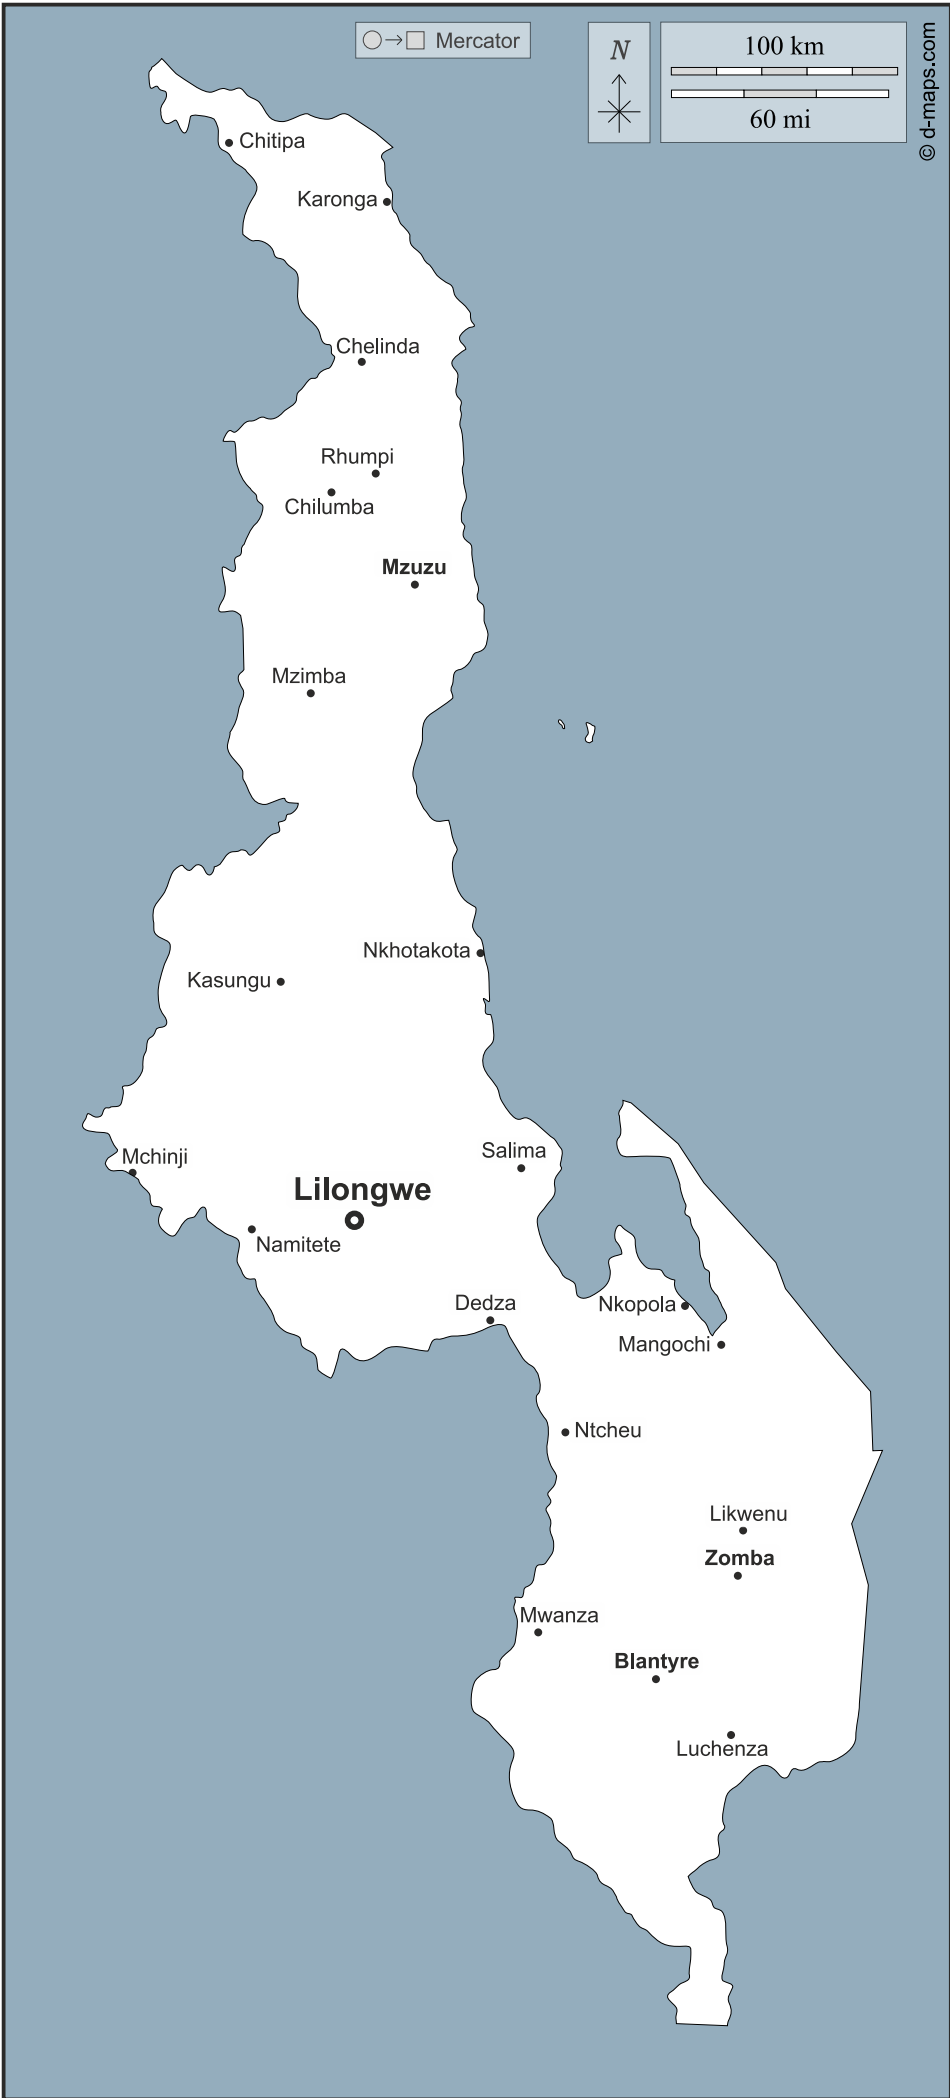 Mercator
N
100 km
60 mi
© d-maps.com
Chitipa
Karonga
Chelinda
Rhumpi
Chilumba
Mzuzu
Mzimba
Nkhotakota
Kasungu
Mchinji
Salima
Lilongwe
Namitete
Dedza
Nkopola
Mangochi
Ntcheu
Likwenu
Zomba
Mwanza
Blantyre
Luchenza